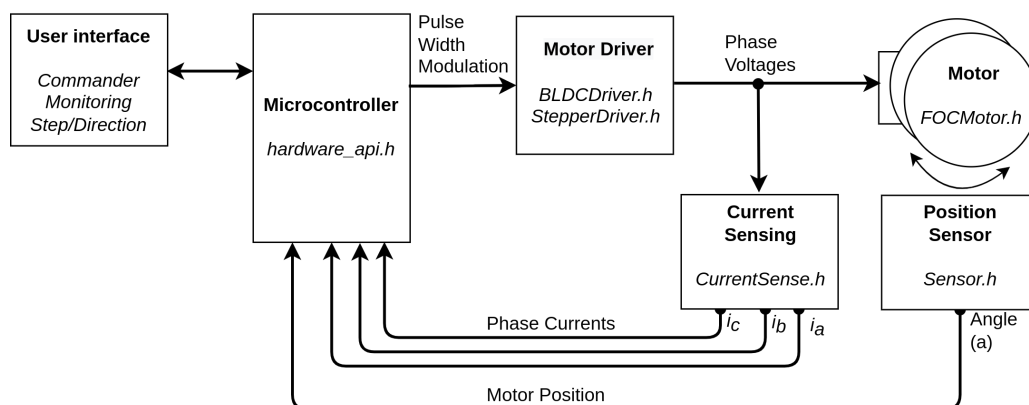 User interface
Commander
Monitoring
Step/Direction
Microcontroller
hardware_api.h
Pulse
Width
Modulation
Motor Driver
BLDCDriver.h
StepperDriver.h
Phase
Voltages
Motor
FOCMotor.h
Current
Sensing
CurrentSense.h
Position
Sensor
Sensor.h
ic
ib
ia
Angle
(a)
Phase Currents
Motor Position